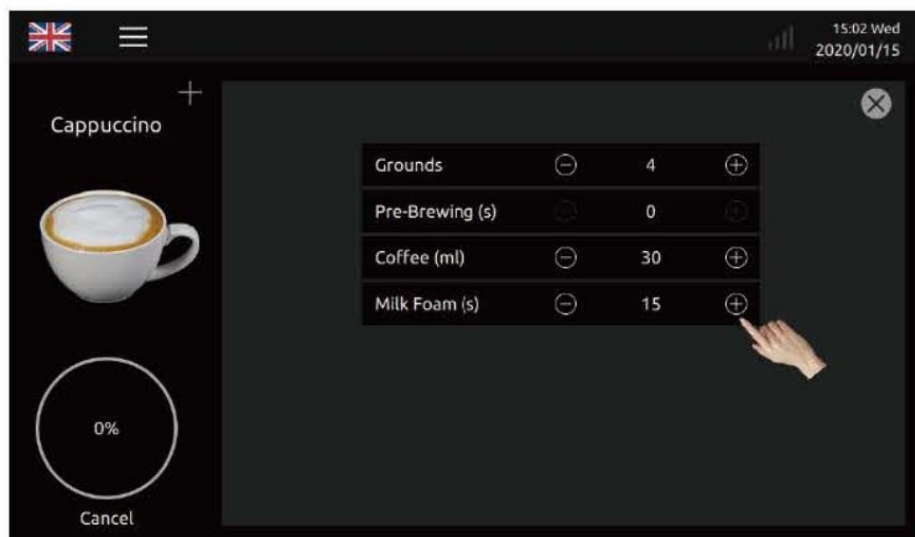 15:02 Wed
2020/01/15
Cappuccino
Grounds 4
Pre-Brewing (s) 0
Coffee (ml) 30
Milk Foam (s) 15
0%
Cancel